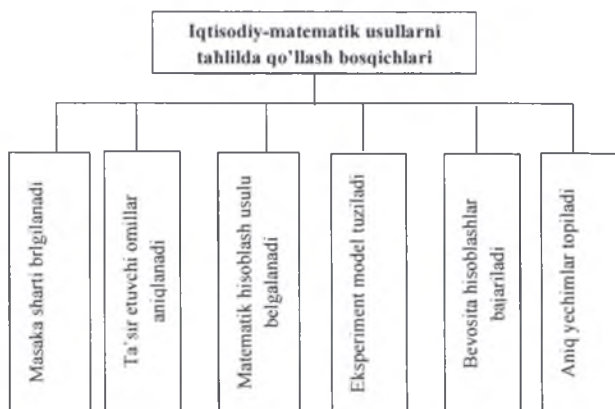 Iqtisodiy-matematik usullarni
tahlilda qo'llash bosqichlari
Masaka sharti brlgilanadi
Ta`sir etuvchi omillar
aniqlanadi
Matematik hisoblash usulu
belgalanadi
Eksperiment model tuziladi
Bevosita hisoblashlar
bajariladi
Aniq yechimlar topiladi